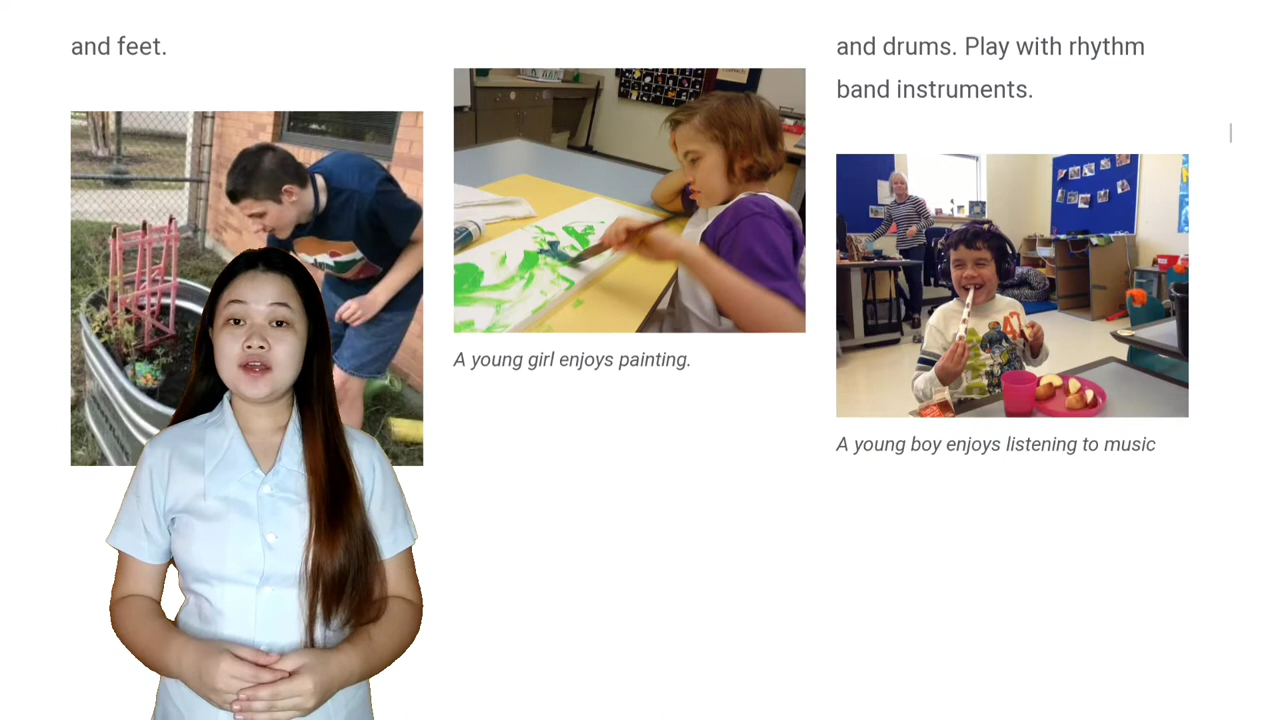 and feet.
A young girl enjoys painting.
and drums. Play with rhythm
band instruments.
A young boy enjoys listening to music